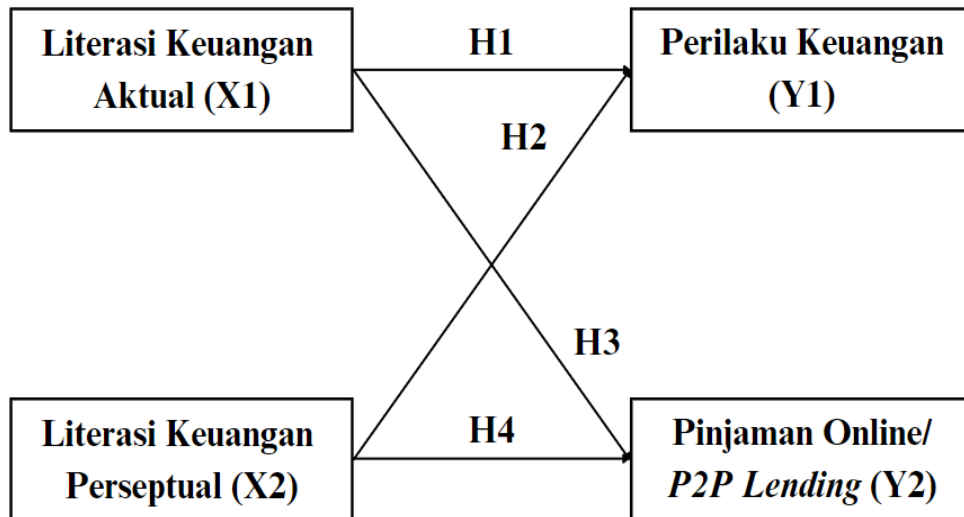 Literasi Keuangan
Aktual (X1)
H1
Perilaku Keuangan
(Y1)
H2
H3
Literasi Keuangan
Perseptual (X2)
H4
Pinjaman Online/
P2P Lending (Y2)